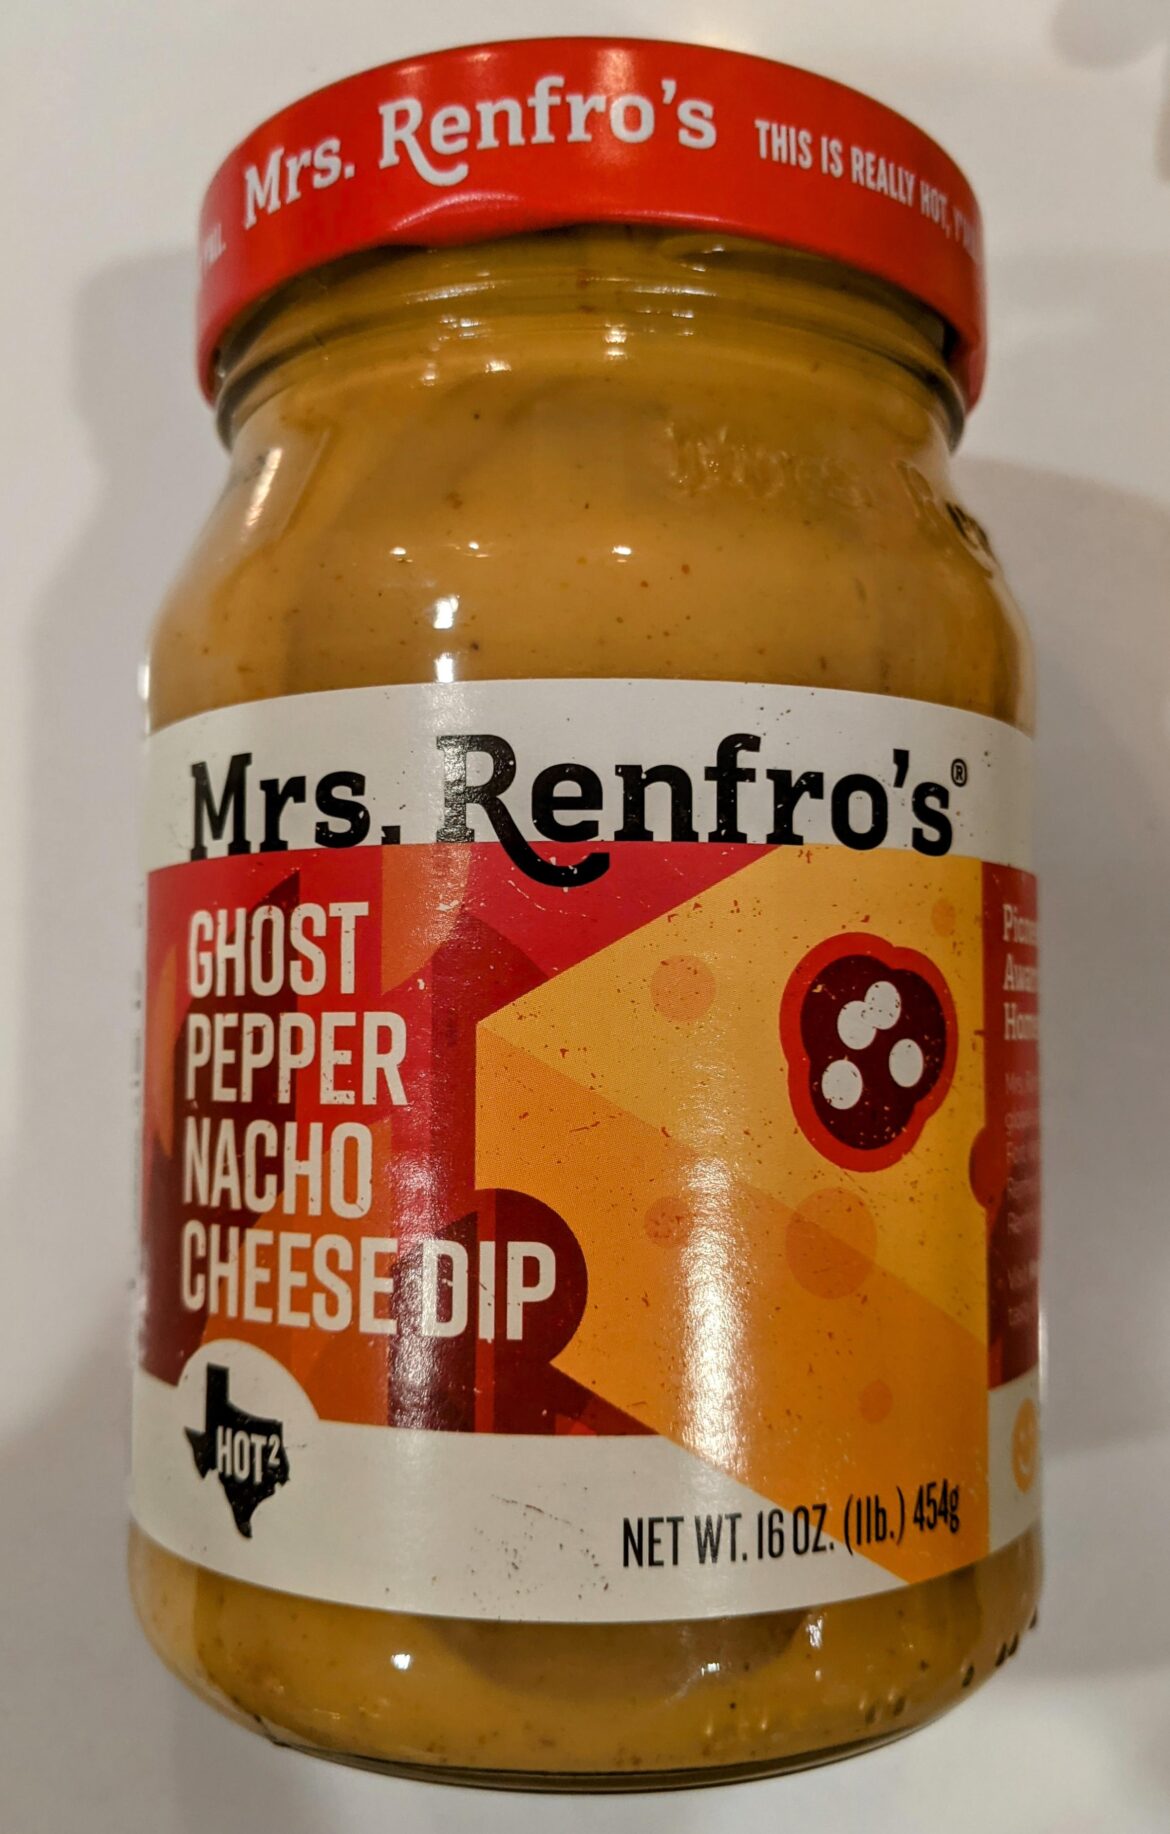 Mrs. Renfro's THIS IS REALLY HOT,
Mrs. Renfro's®
GHOST
PEPPER
NACHO
CHEESE DIP
HOT²
NET WT. 16 OZ. (1lb.) 454g